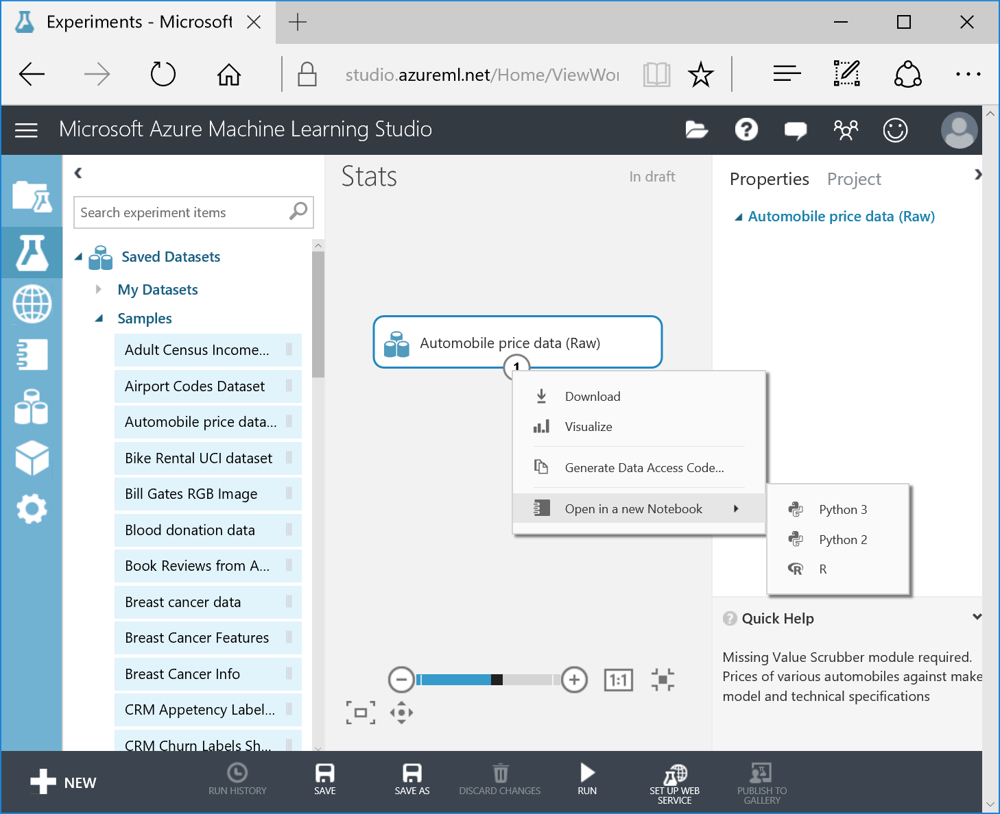 Experiments - Microsoft
studio.azureml.net/Home/ViewWor
Microsoft Azure Machine Learning Studio
Search experiment items
Saved Datasets
My Datasets
Samples
Adult Census Income...
Airport Codes Dataset
Automobile price data...
Bike Rental UCI dataset
Bill Gates RGB Image
Blood donation data
Book Reviews from A...
Breast cancer data
Breast Cancer Features
Breast Cancer Info
CRM Appetency Label...
CRM Churn Labels Sh...
Stats
In draft
Automobile price data (Raw)
1
Download
Visualize
Generate Data Access Code...
Open in a new Notebook
Python 3
Python 2
R
1:1
Properties Project
Automobile price data (Raw)
Quick Help
Missing Value Scrubber module required.
Prices of various automobiles against make
model and technical specifications
NEW
RUN HISTORY
SAVE
SAVE AS
DISCARD CHANGES
RUN
SET UP WEB
SERVICE
PUBLISH TO
GALLERY